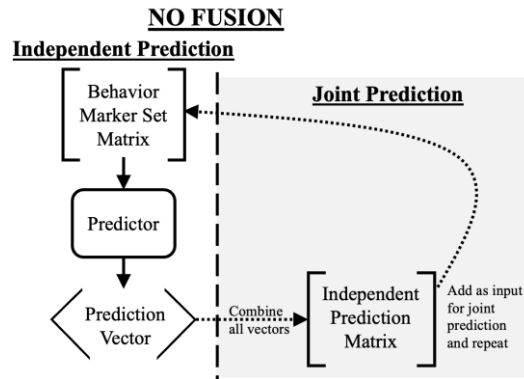 NO FUSION
Independent Prediction
Behavior
Marker Set
Matrix
Predictor
Prediction
Vector
Joint Prediction
Combine
all vectors
Independent
Prediction
Matrix
Add as input
for joint
prediction
and repeat